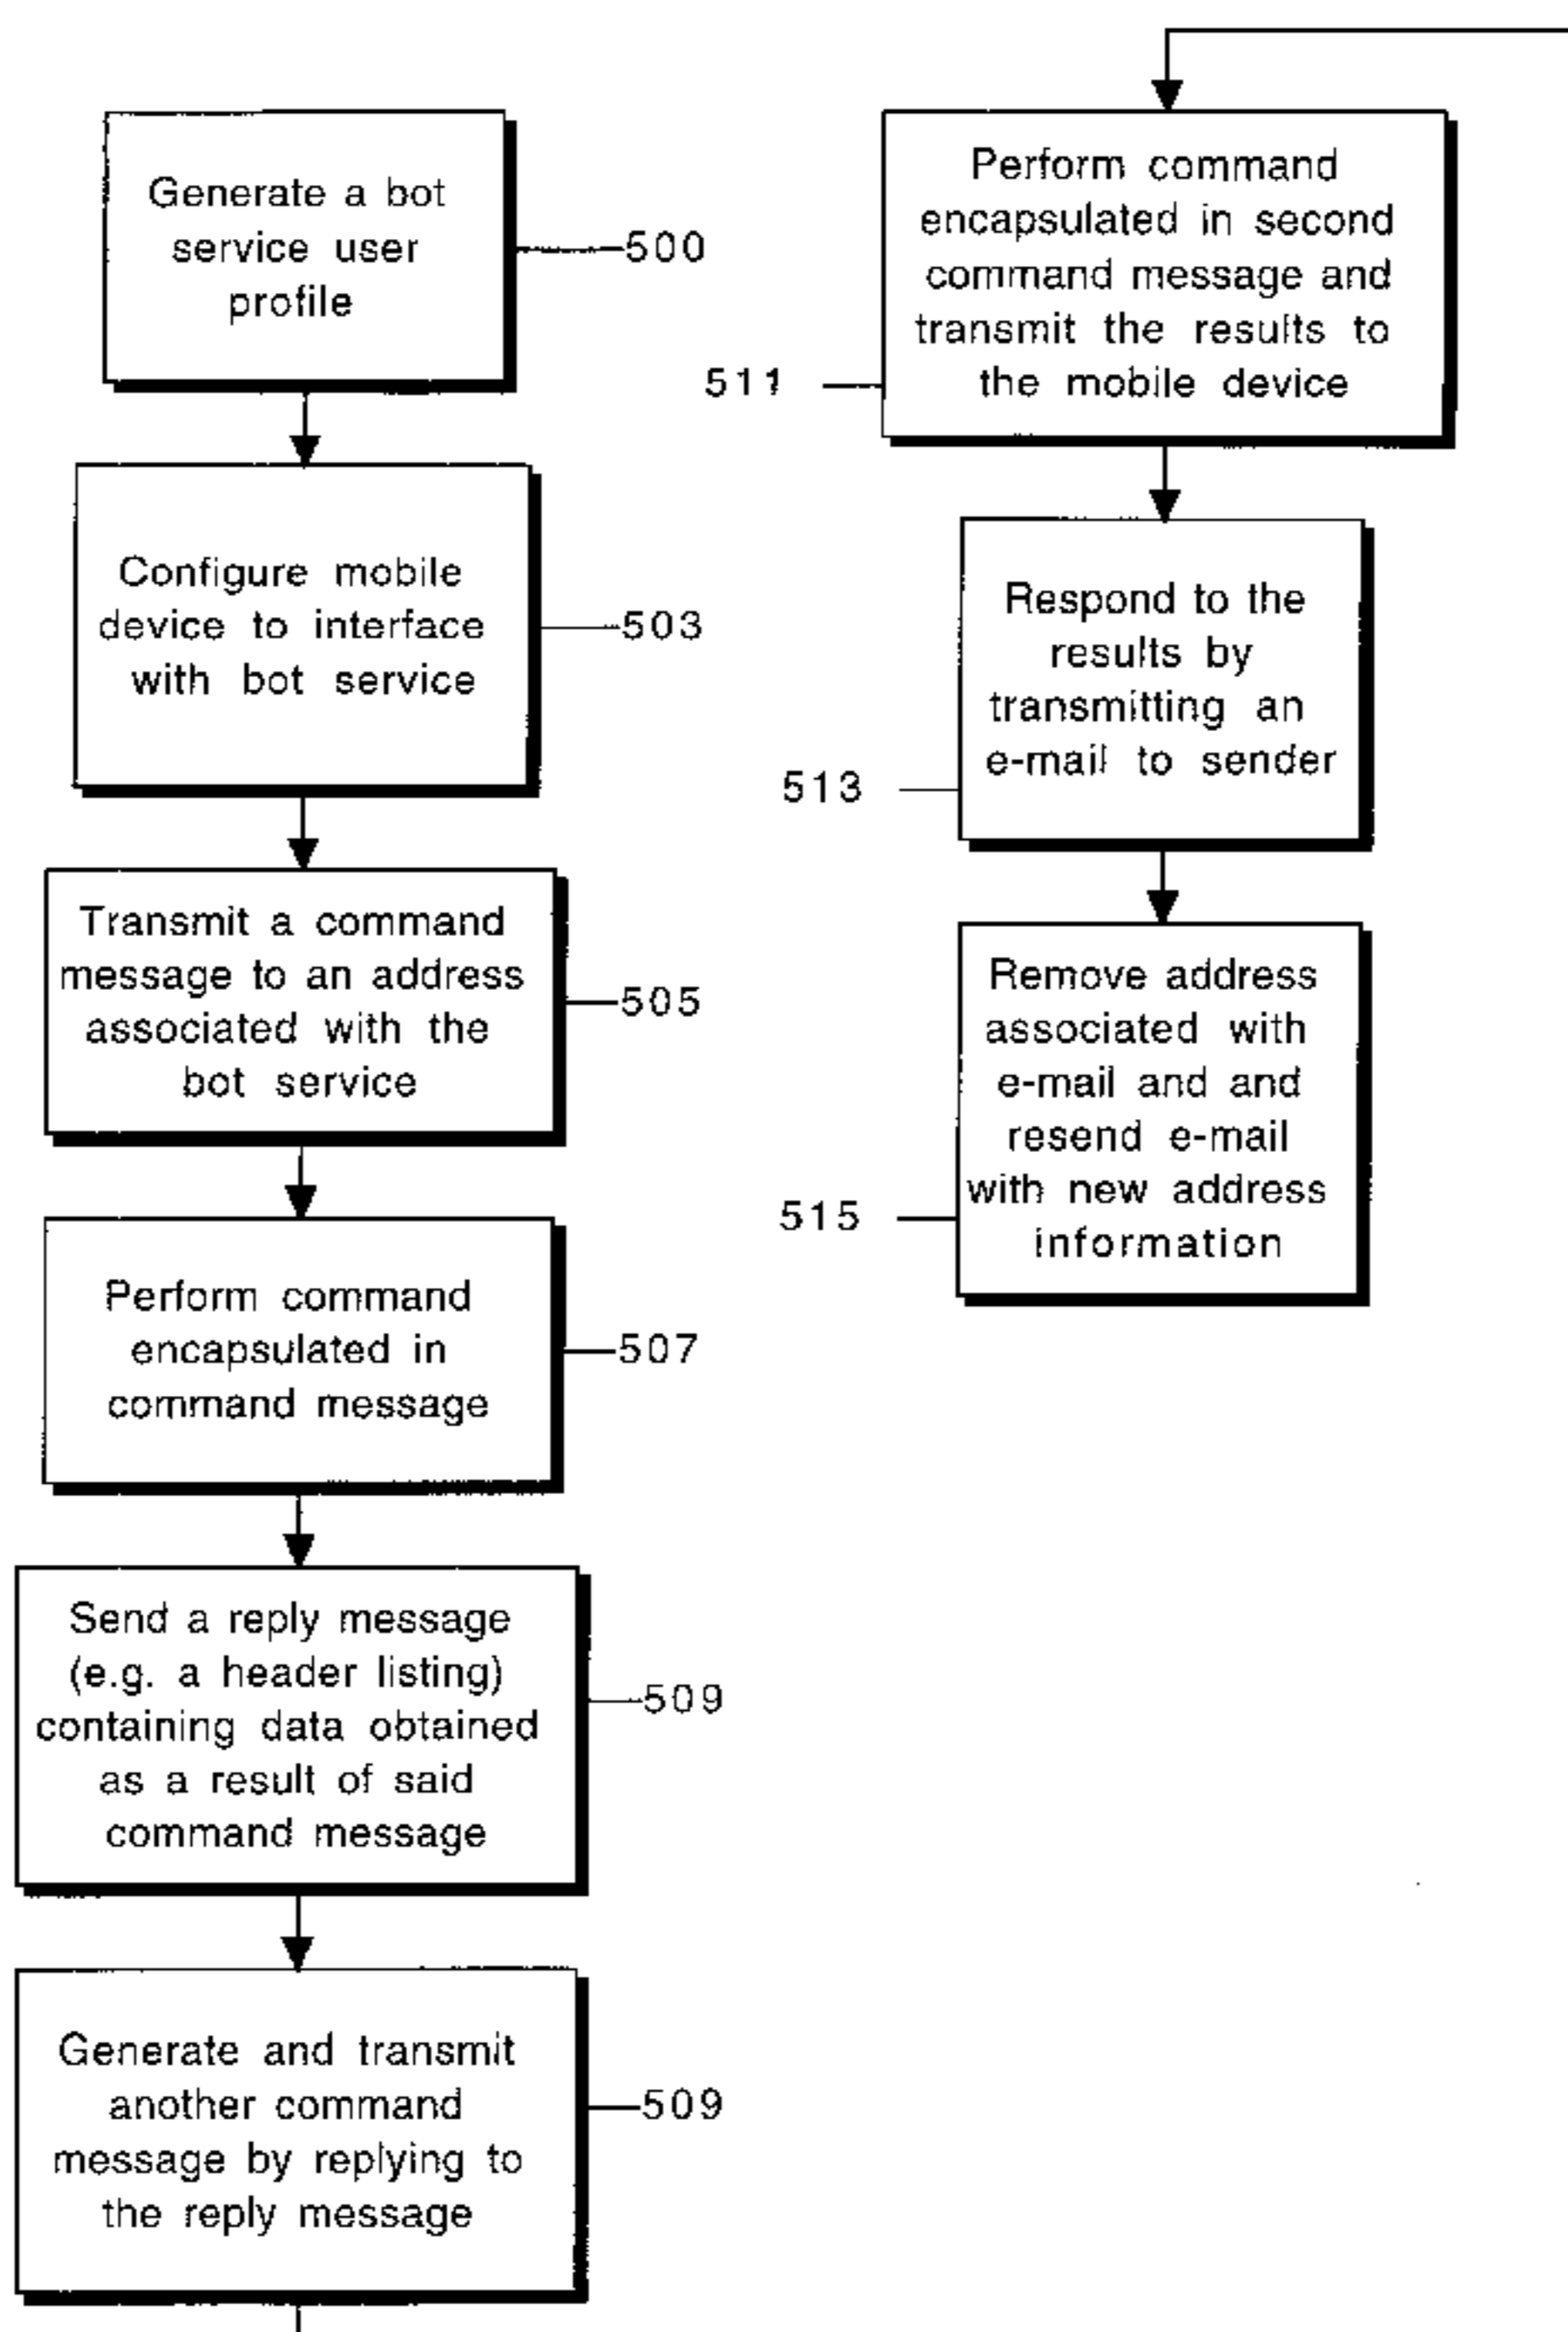 Generate a bot
service user
profile
500
Configure mobile
device to interface
with bot service
503
Transmit a command
message to an address
associated with the
bot service
505
Perform command
encapsulated in
command message
507
Send a reply message
(e.g. a header listing)
containing data obtained
as a result of said
command message
509
Generate and transmit
another command
message by replying to
the reply message
509
Perform command
encapsulated in second
command message and
transmit the results to
the mobile device
511
Respond to the
results by
transmitting an
e-mail to sender
513
Remove address
associated with
e-mail and and
resend e-mail
with new address
information
515